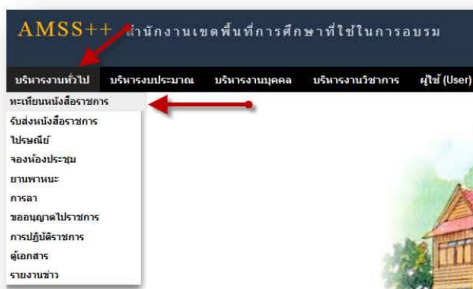 AMSS++ สำนักงานเขตพื้นที่การศึกษาที่ใช้ในการอบรม
บริหารงานทั่วไป บริหารงบประมาณ บริหารงานบุคคล บริหารงานวิชาการ ผู้ใช้ (User)
ทะเบียนหนังสือราชการ
รับส่งหนังสือราชการ
ไปรษณีย์
จองห้องประชุม
ยานพาหนะ
การลา
ขออนุญาตไปราชการ
การปฏิบัติราชการ
ตู้เอกสาร
รายงานข่าว